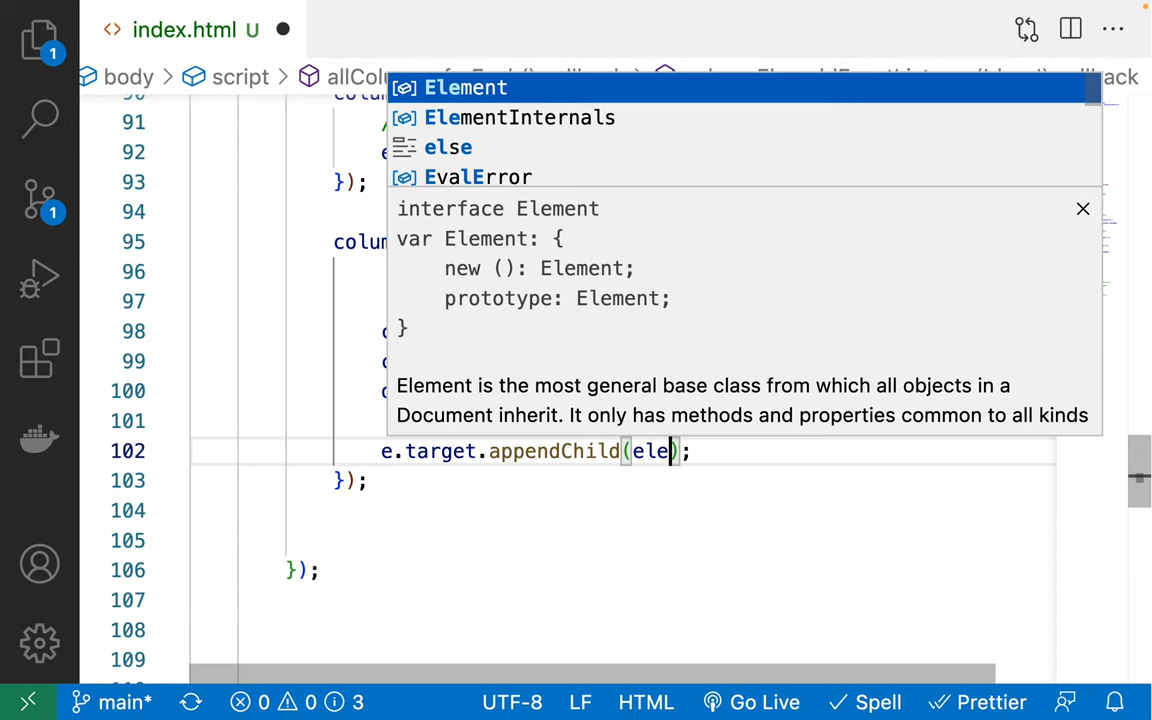 1
index.html U
body > script > allColu
ck
Element
ElementInternals
else
EvalError
interface Element
var Element: {
new (): Element;
prototype: Element;
}
Element is the most general base class from which all objects in a
Document inherit. It only has methods and properties common to all kinds
91
92
93 });
94
95 colum
96
97
98
99
100
101
102 e.target.appendChild(ele);
103 });
104
105
106 });
107
108
109
1
main* 0 0 3 UTF-8 LF HTML Go Live Spell Prettier